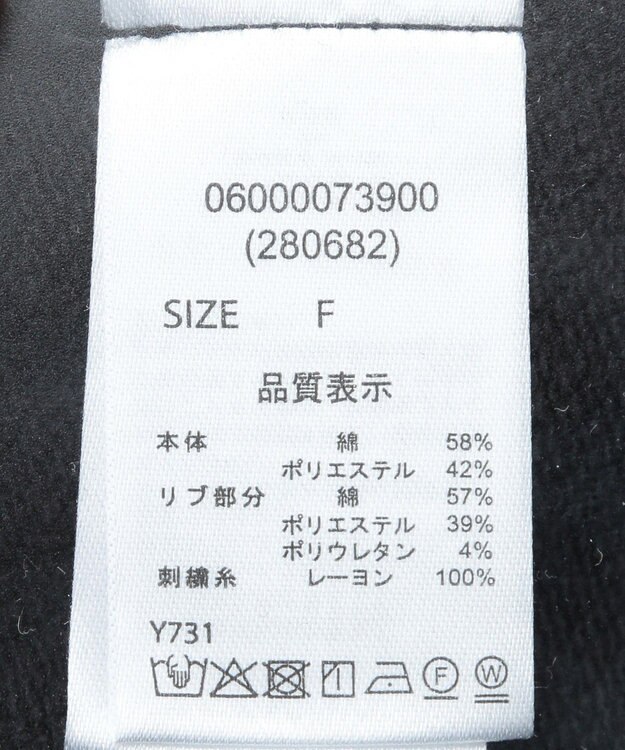 06000073900
(280682)
SIZE F
品質表示
本体 綿 58%
ポリエステル 42%
リブ部分 綿 57%
ポリエステル 39%
ポリウレタン 4%
刺繍糸 レーヨン 100%
Y731
F W